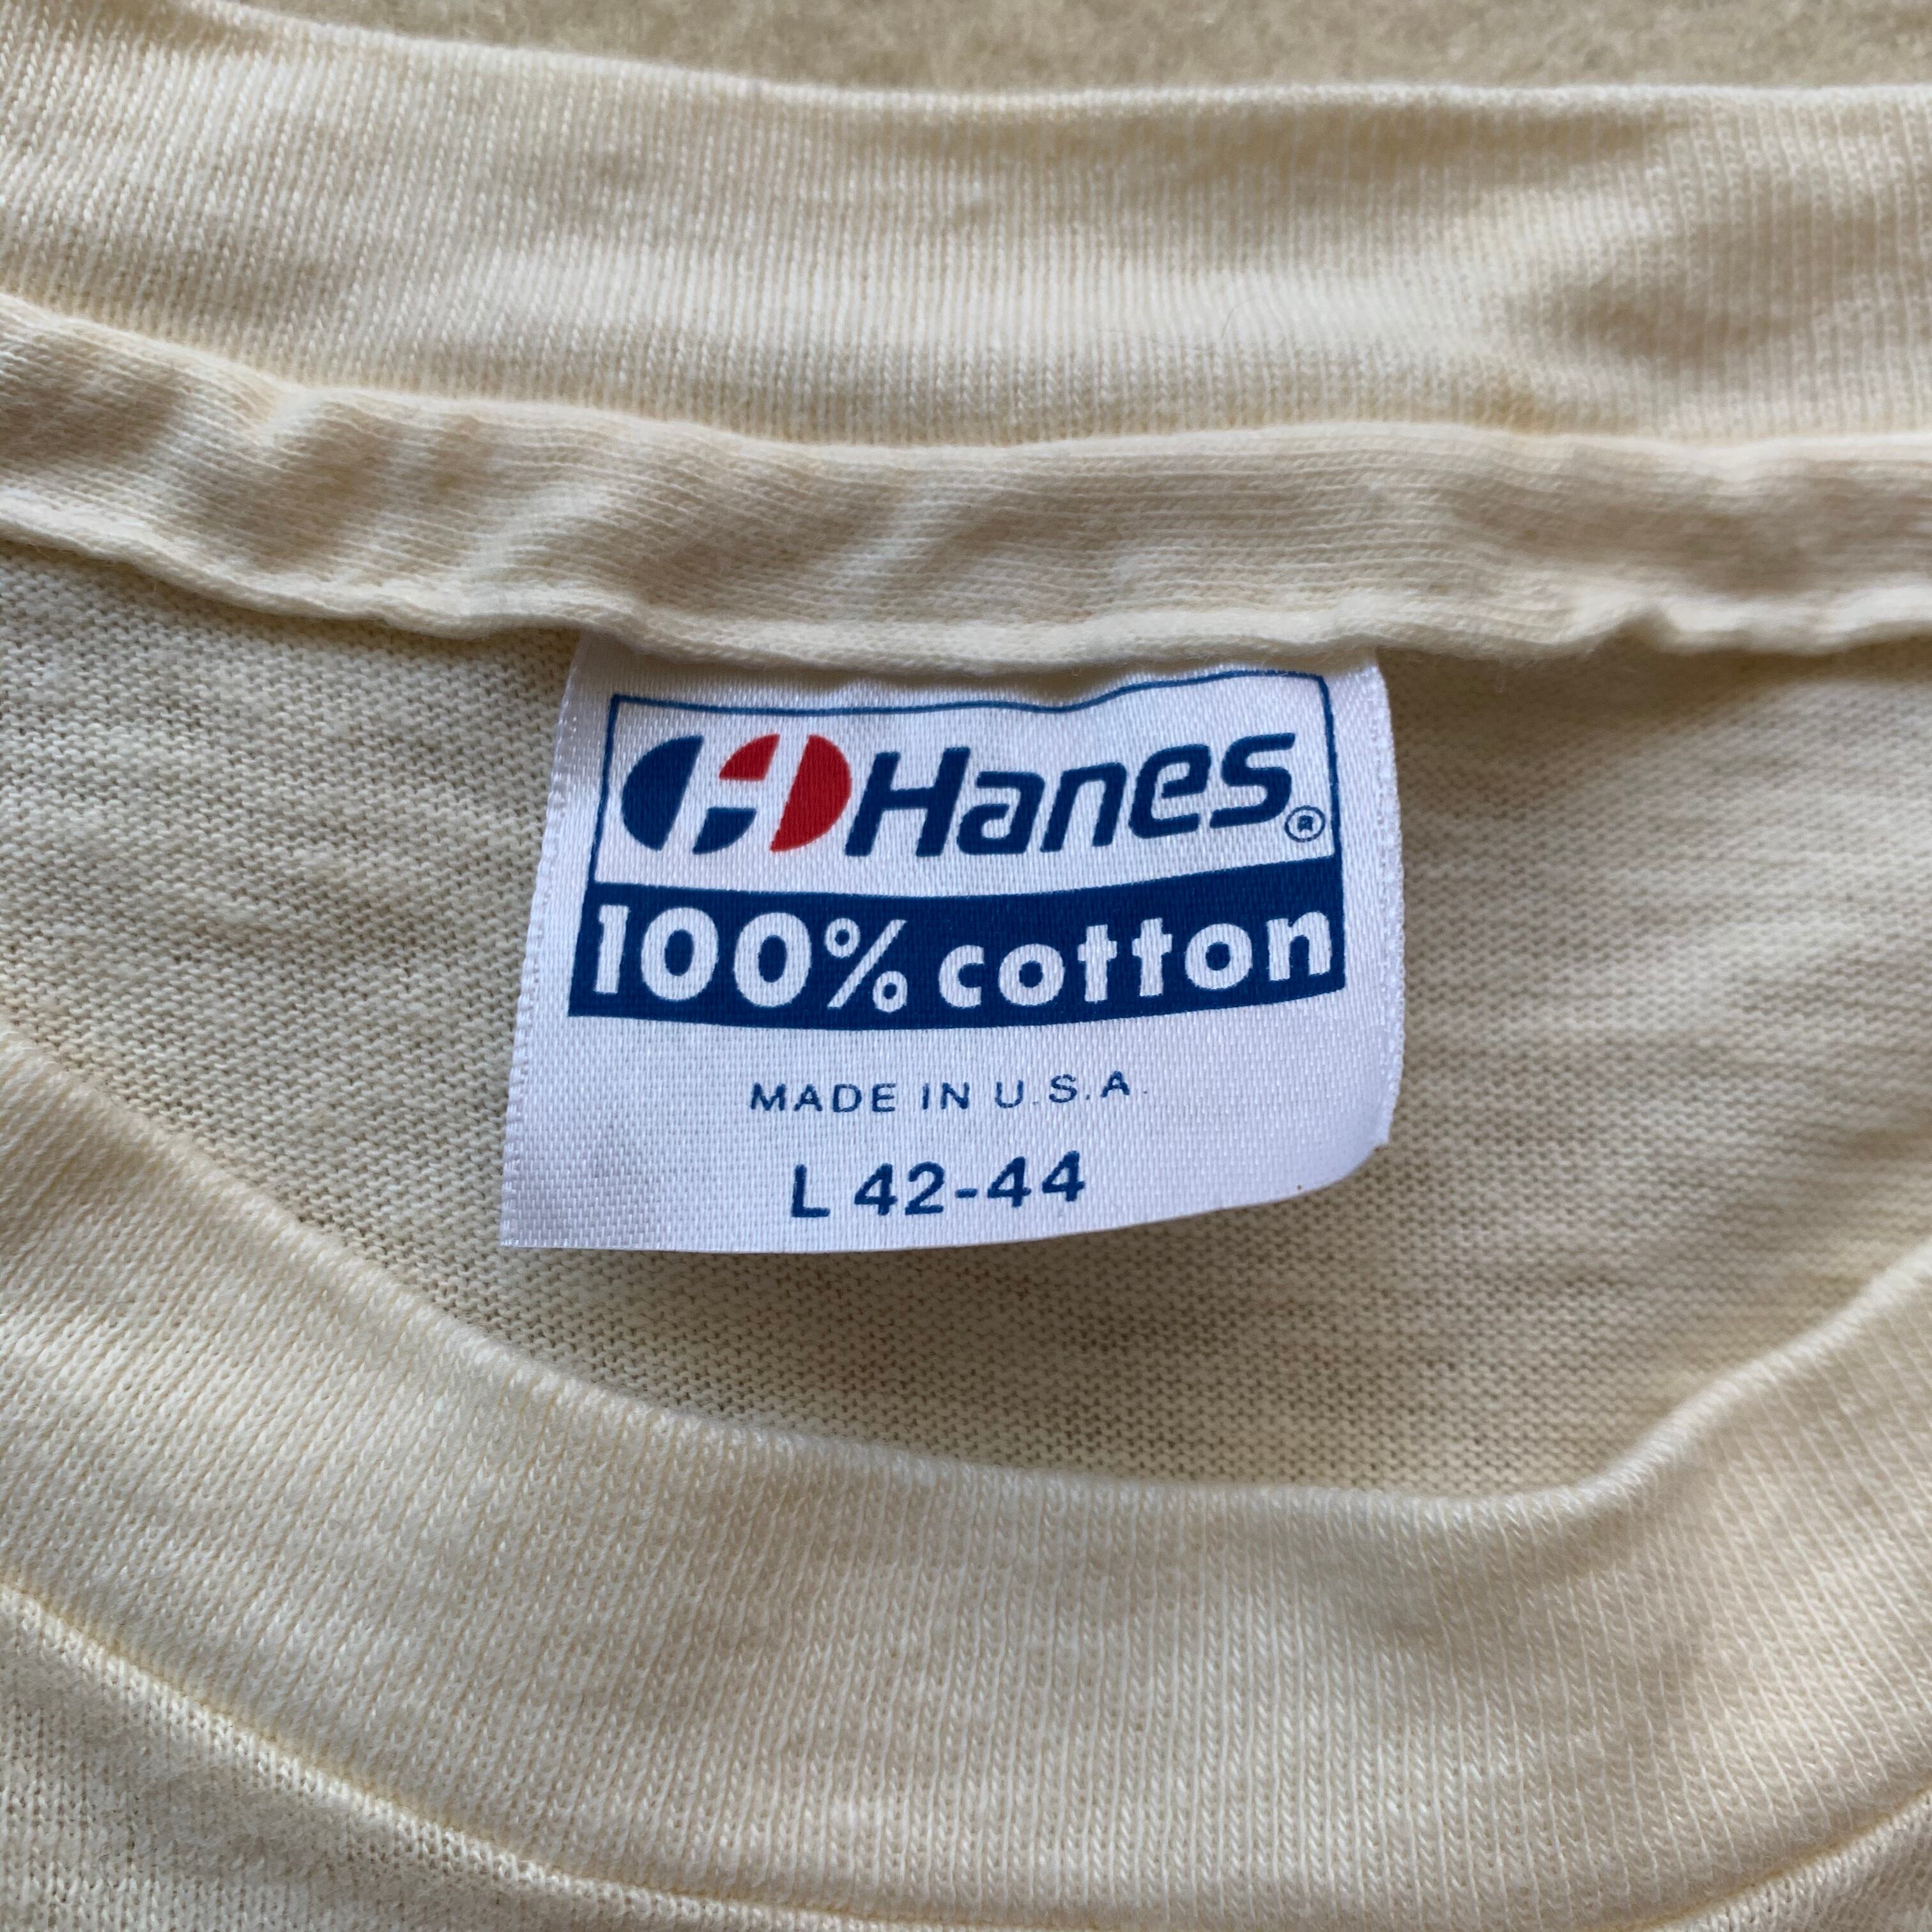 Hanes®
100% cotton
MADE IN U.S.A.
L 42-44